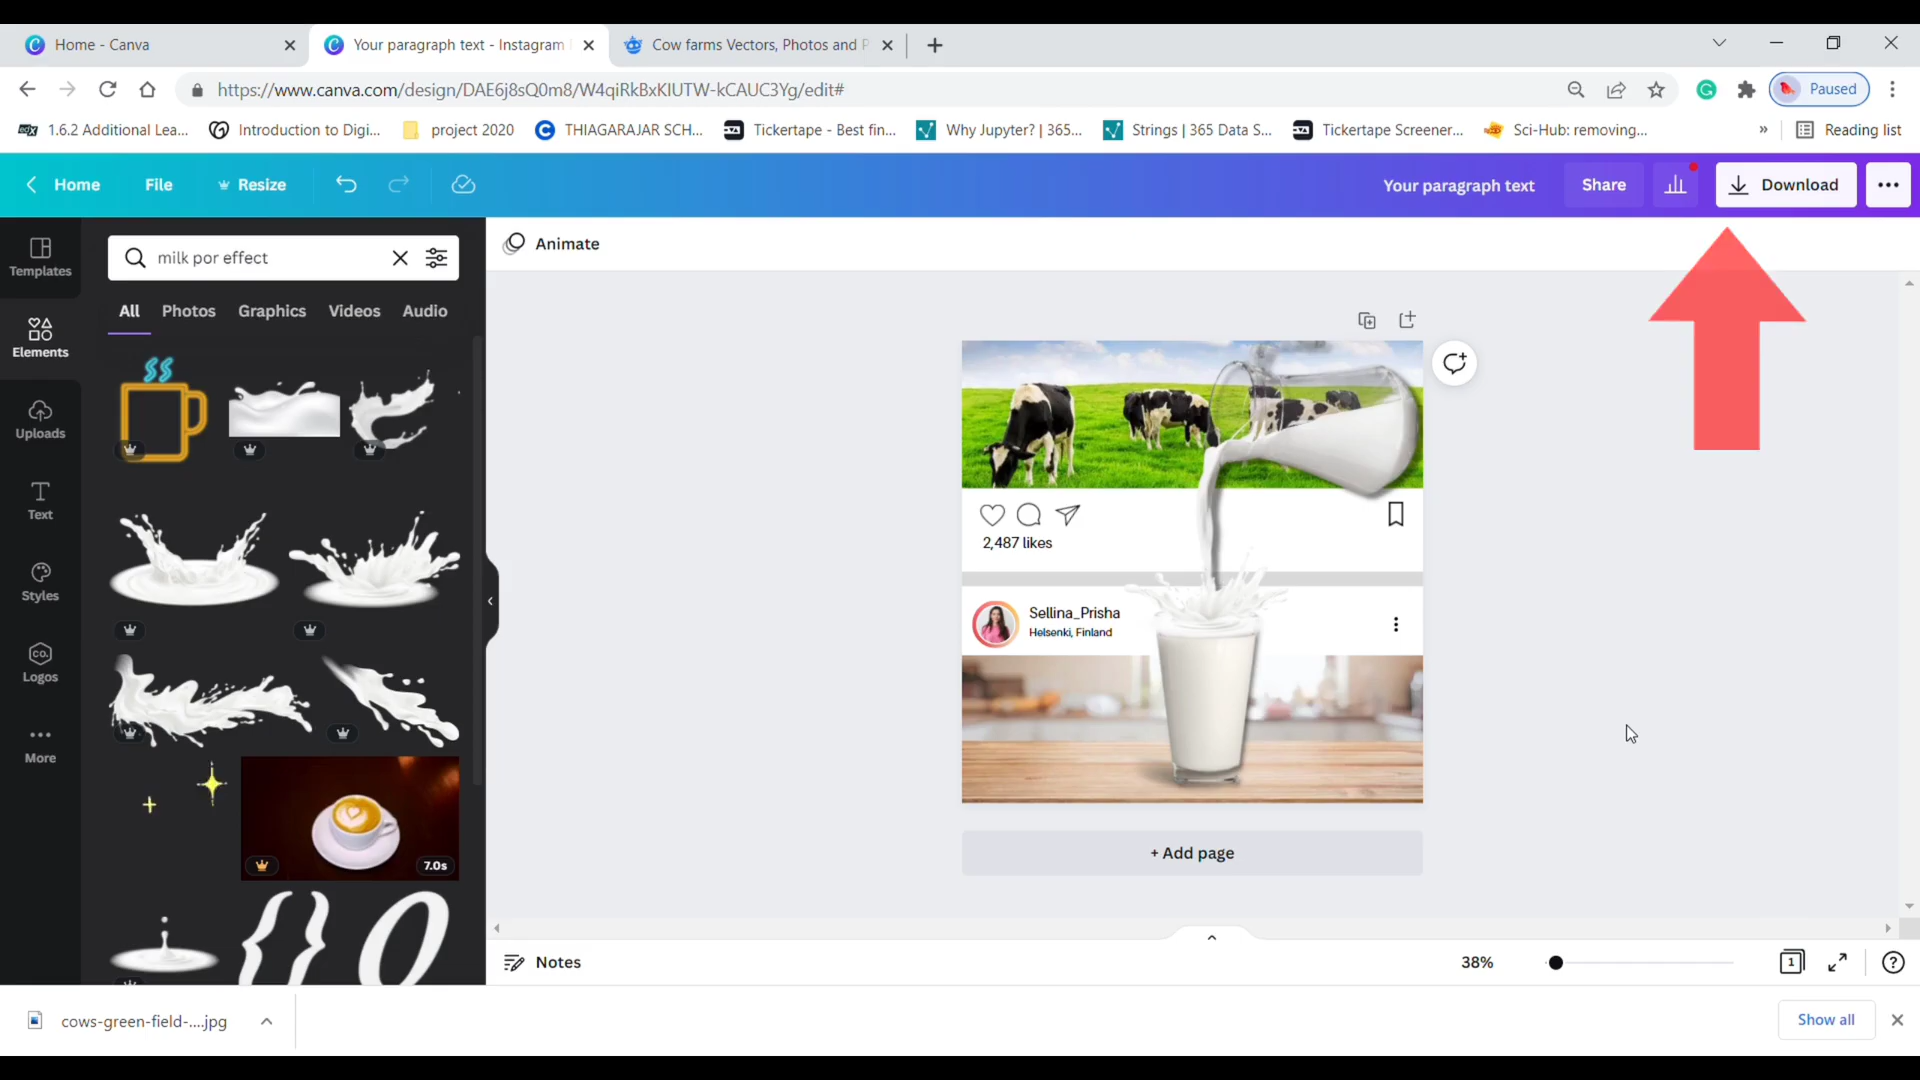 Home - Canva
Your paragraph text - Instagram
Cow farms Vectors, Photos and P
https://www.canva.com/design/DAE6j8sQ0m8/W4qiRkBxKIUTW-kCAUC3Yg/edit#
Paused
1.6.2 Additional Lea...
Introduction to Digi...
project 2020
THIAGARAJAR SCH...
Tickertape - Best fin...
Why Jupyter? | 365...
Strings | 365 Data S...
Tickertape Screener...
Sci-Hub: removing...
»
Reading list
Home
File
Resize
Your paragraph text
Share
Download
Templates
Elements
Uploads
Text
Styles
CO.
Logos
More
milk por effect
All
Photos
Graphics
Videos
Audio
7.0s
{} 0
Animate
2,487 likes
Sellina_Prisha
Helsenki, Finland
+ Add page
Notes
38%
1
cows-green-field-....jpg
Show all